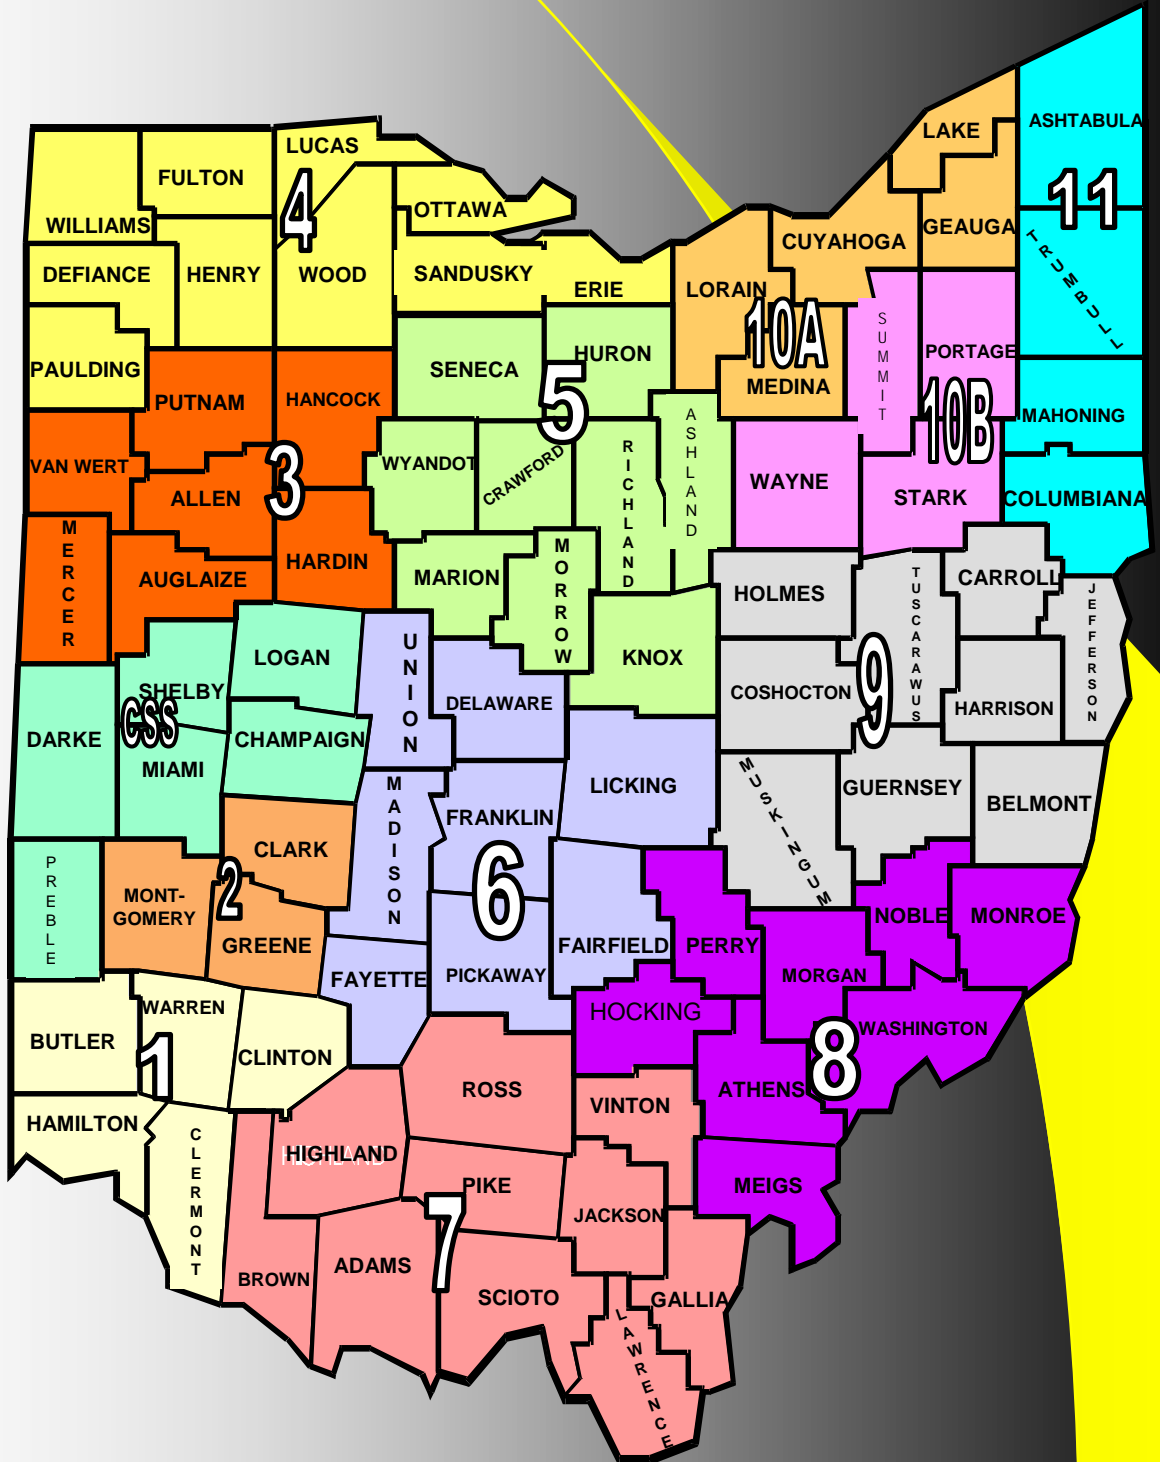 ASHTABULA
LAKE
LUCAS
FULTON
4
11
OTTAWA
WILLIAMS
GEAUGA
CUYAHOGA
TRUMBULL
DEFIANCE
HENRY
WOOD
SANDUSKY
ERIE
LORAIN
10A
SUMMIT
PORTAGE
HURON
SENECA
PAULDING
MEDINA
PUTNAM
HANCOCK
5
10B
MAHONING
ASHLAND
VAN WERT
3
WYANDOT
CRAWFORD
RICHLAND
WAYNE
STARK
COLUMBIANA
ALLEN
MERCER
AUGLAIZE
HARDIN
MARION
MORROW
HOLMES
TUSCARAWUS
CARROLL
JEFFERSON
UNION
LOGAN
KNOX
SHELBY
CSS
DELAWARE
COSHOCTON
9
HARRISON
DARKE
CHAMPAIGN
MIAMI
MADISON
LICKING
MUSKINGUM
GUERNSEY
BELMONT
FRANKLIN
CLARK
PREBLE
2
6
MONT-
GOMERY
GREENE
NOBLE
MONROE
FAIRFIELD
PERRY
FAYETTE
PICKAWAY
MORGAN
WARREN
HOCKING
WASHINGTON
BUTLER
1
CLINTON
8
ROSS
ATHENS
VINTON
HAMILTON
CLERMONT
HIGHLAND
HIGHLAND
PIKE
MEIGS
7
JACKSON
BROWN
ADAMS
SCIOTO
GALLIA
LAWRENCE